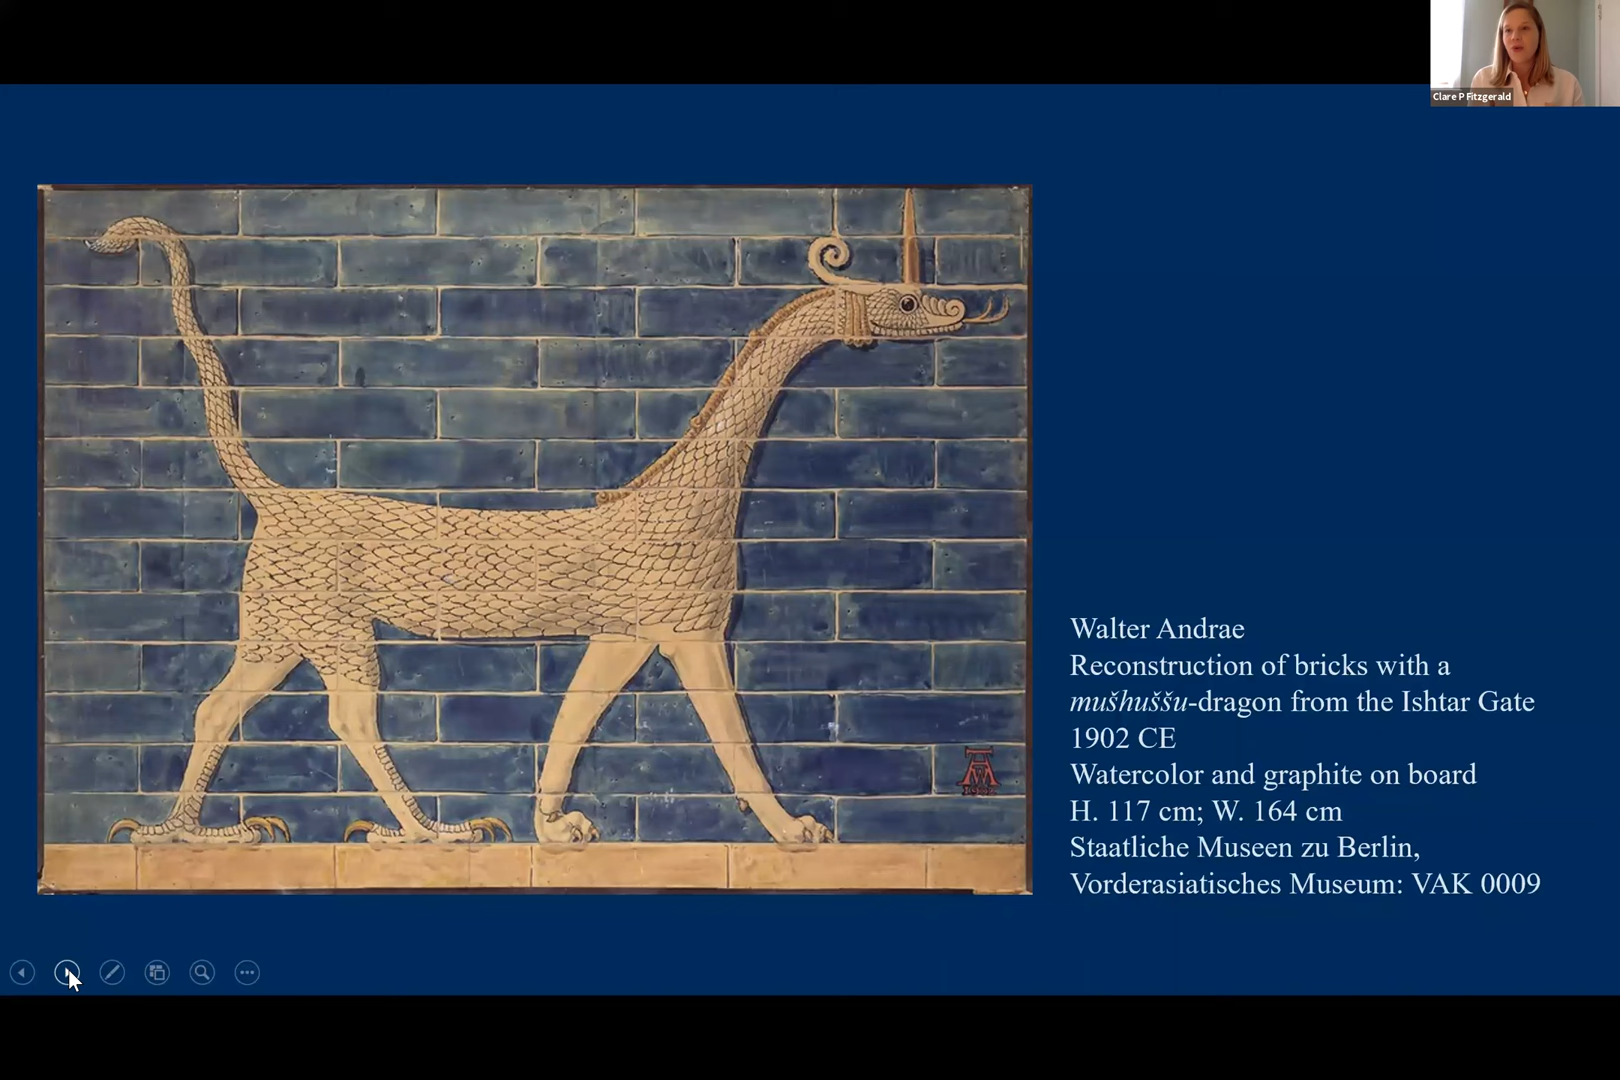 Clare P Fitzgerald
Walter Andrae
Reconstruction of bricks with a
mušhuššu-dragon from the Ishtar Gate
1902 CE
Watercolor and graphite on board
H. 117 cm; W. 164 cm
Staatliche Museen zu Berlin,
Vorderasiatisches Museum: VAK 0009